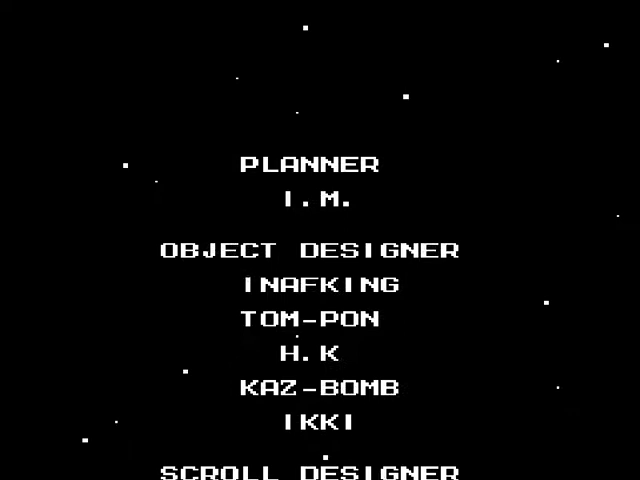 PLANNER
I.M.
OBJECT DESIGNER
INAFKING
TOM-PON
H.K
KAZ-BOMB
IKKI
SCROLL DESIGNER